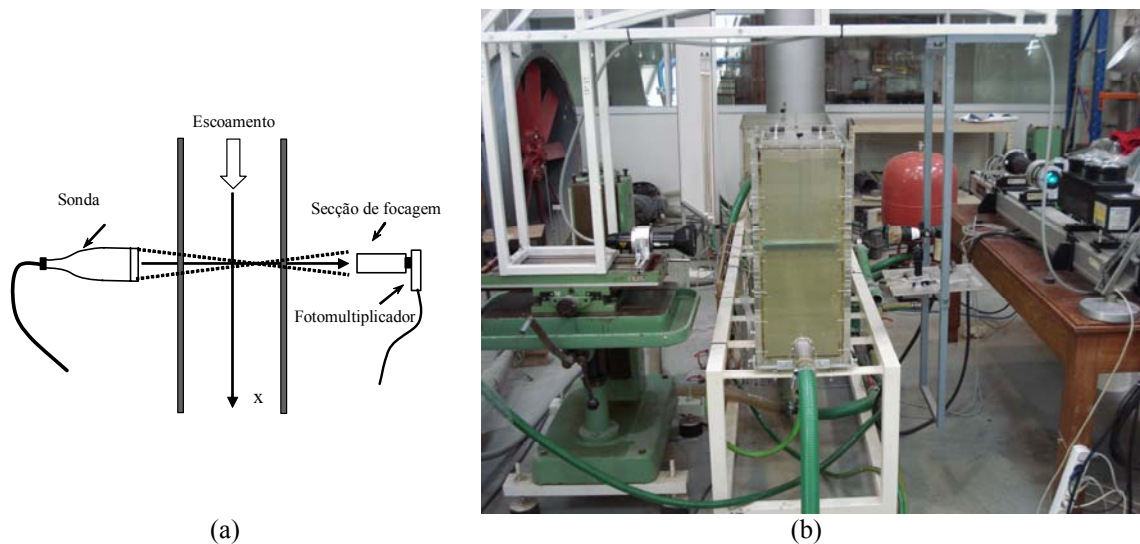 Escoamento
Sonda
Secção de focagem
Fotomultiplicador
x
(a)
(b)